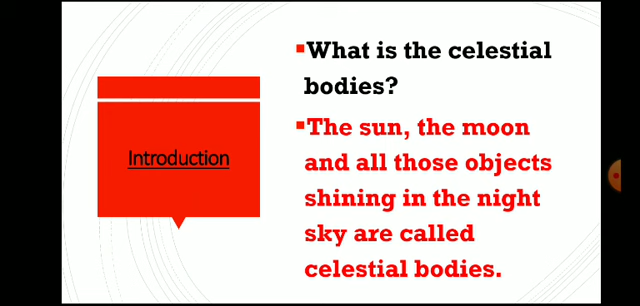 Introduction
What is the celestial
bodies?
The sun, the moon
and all those objects
shining in the night
sky are called
celestial bodies.